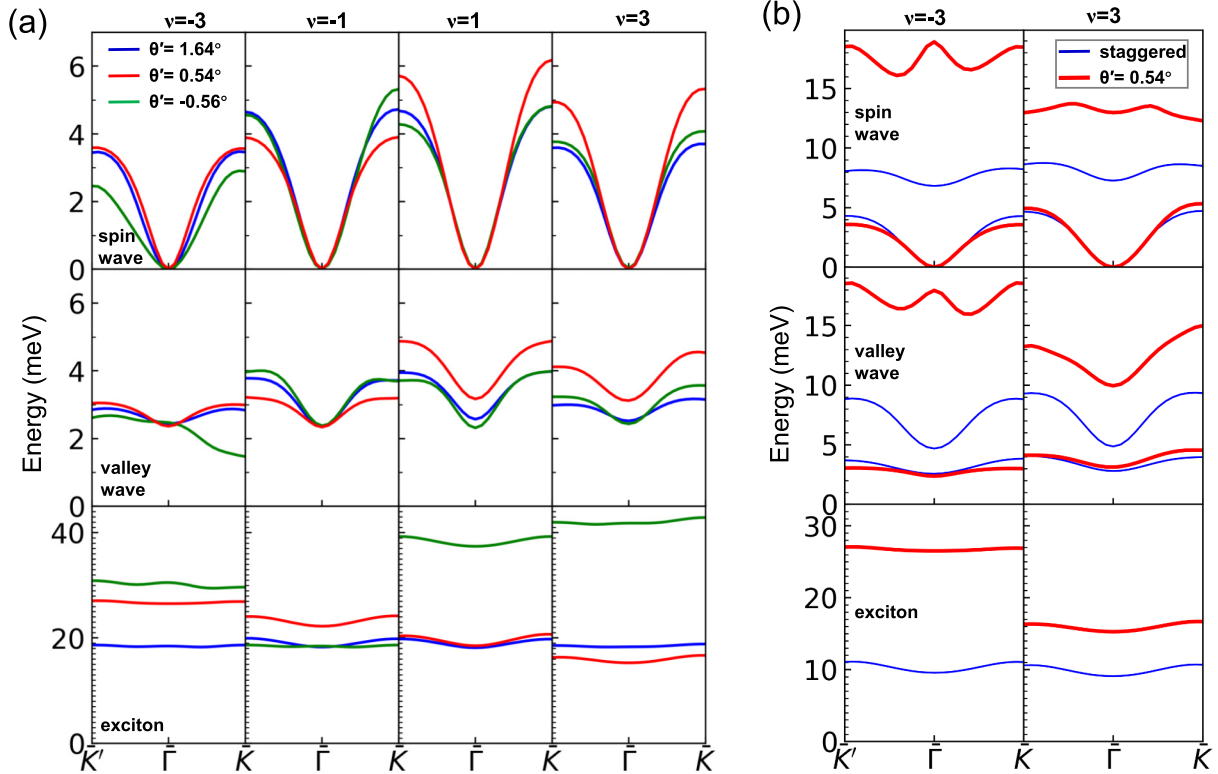 (a)
ν=-3 ν=-1 ν=1 ν=3
θ′= 1.64°
θ′= 0.54°
θ′= -0.56°
6
4
2
0
spin
wave
6
4
2
0
valley
wave
40
20
0
exciton
Energy (meV)
K̄′ Γ̄ K̄ Γ̄ K̄ Γ̄ K̄ Γ̄ K̄
(b)
ν=-3 ν=3
staggered
θ′= 0.54°
15
10
5
0
spin
wave
15
10
5
0
valley
wave
30
20
10
0
exciton
Energy (meV)
K̄′ Γ̄ K̄ Γ̄ K̄